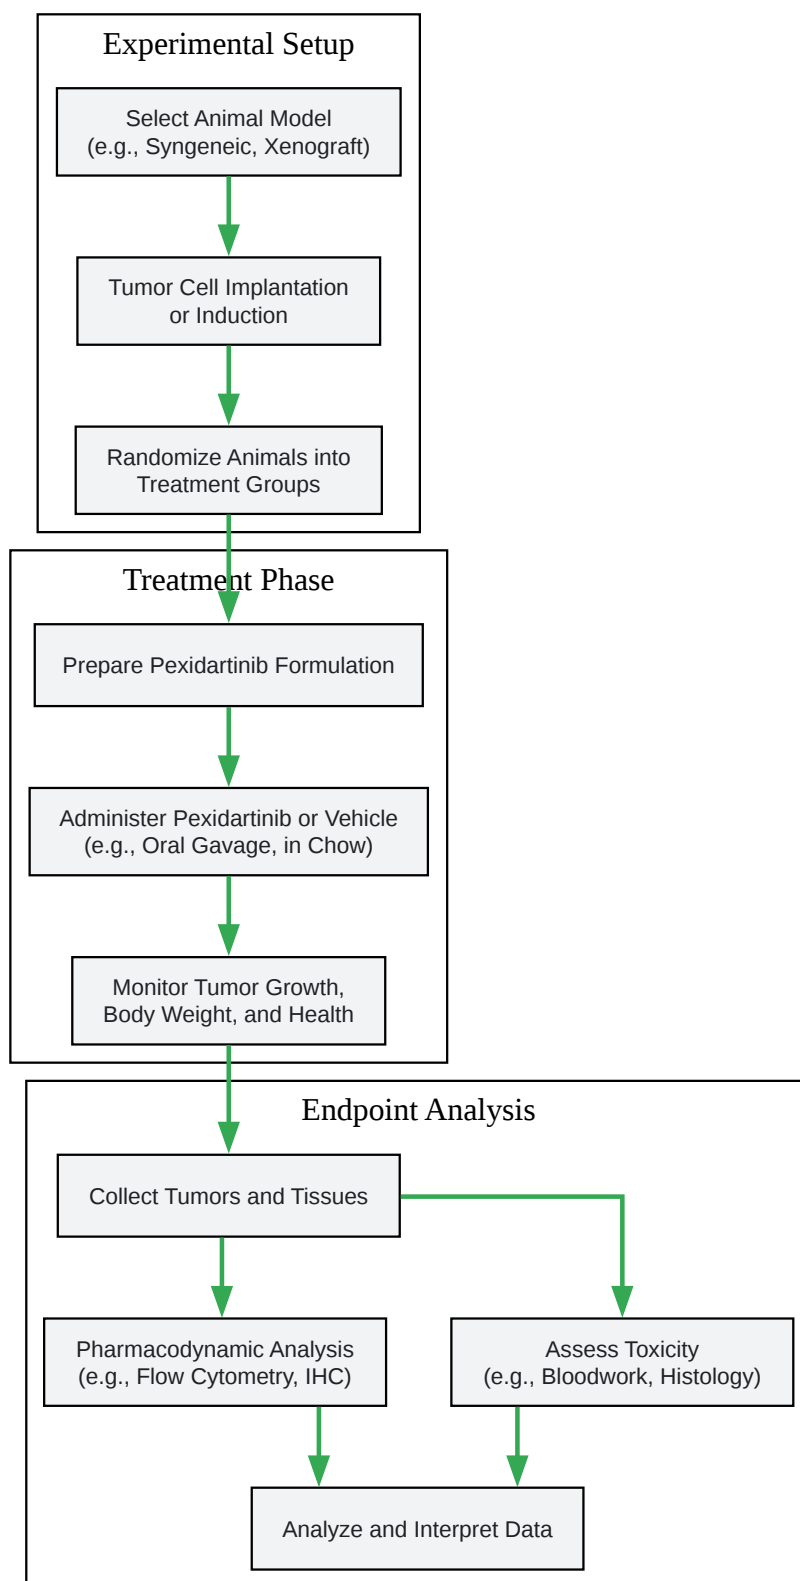 Experimental Setup
Select Animal Model
(e.g., Syngeneic, Xenograft)
Tumor Cell Implantation
or Induction
Randomize Animals into
Treatment Groups
Treatment Phase
Prepare Pexidartinib Formulation
Administer Pexidartinib or Vehicle
(e.g., Oral Gavage, in Chow)
Monitor Tumor Growth,
Body Weight, and Health
Endpoint Analysis
Collect Tumors and Tissues
Pharmacodynamic Analysis
(e.g., Flow Cytometry, IHC)
Assess Toxicity
(e.g., Bloodwork, Histology)
Analyze and Interpret Data